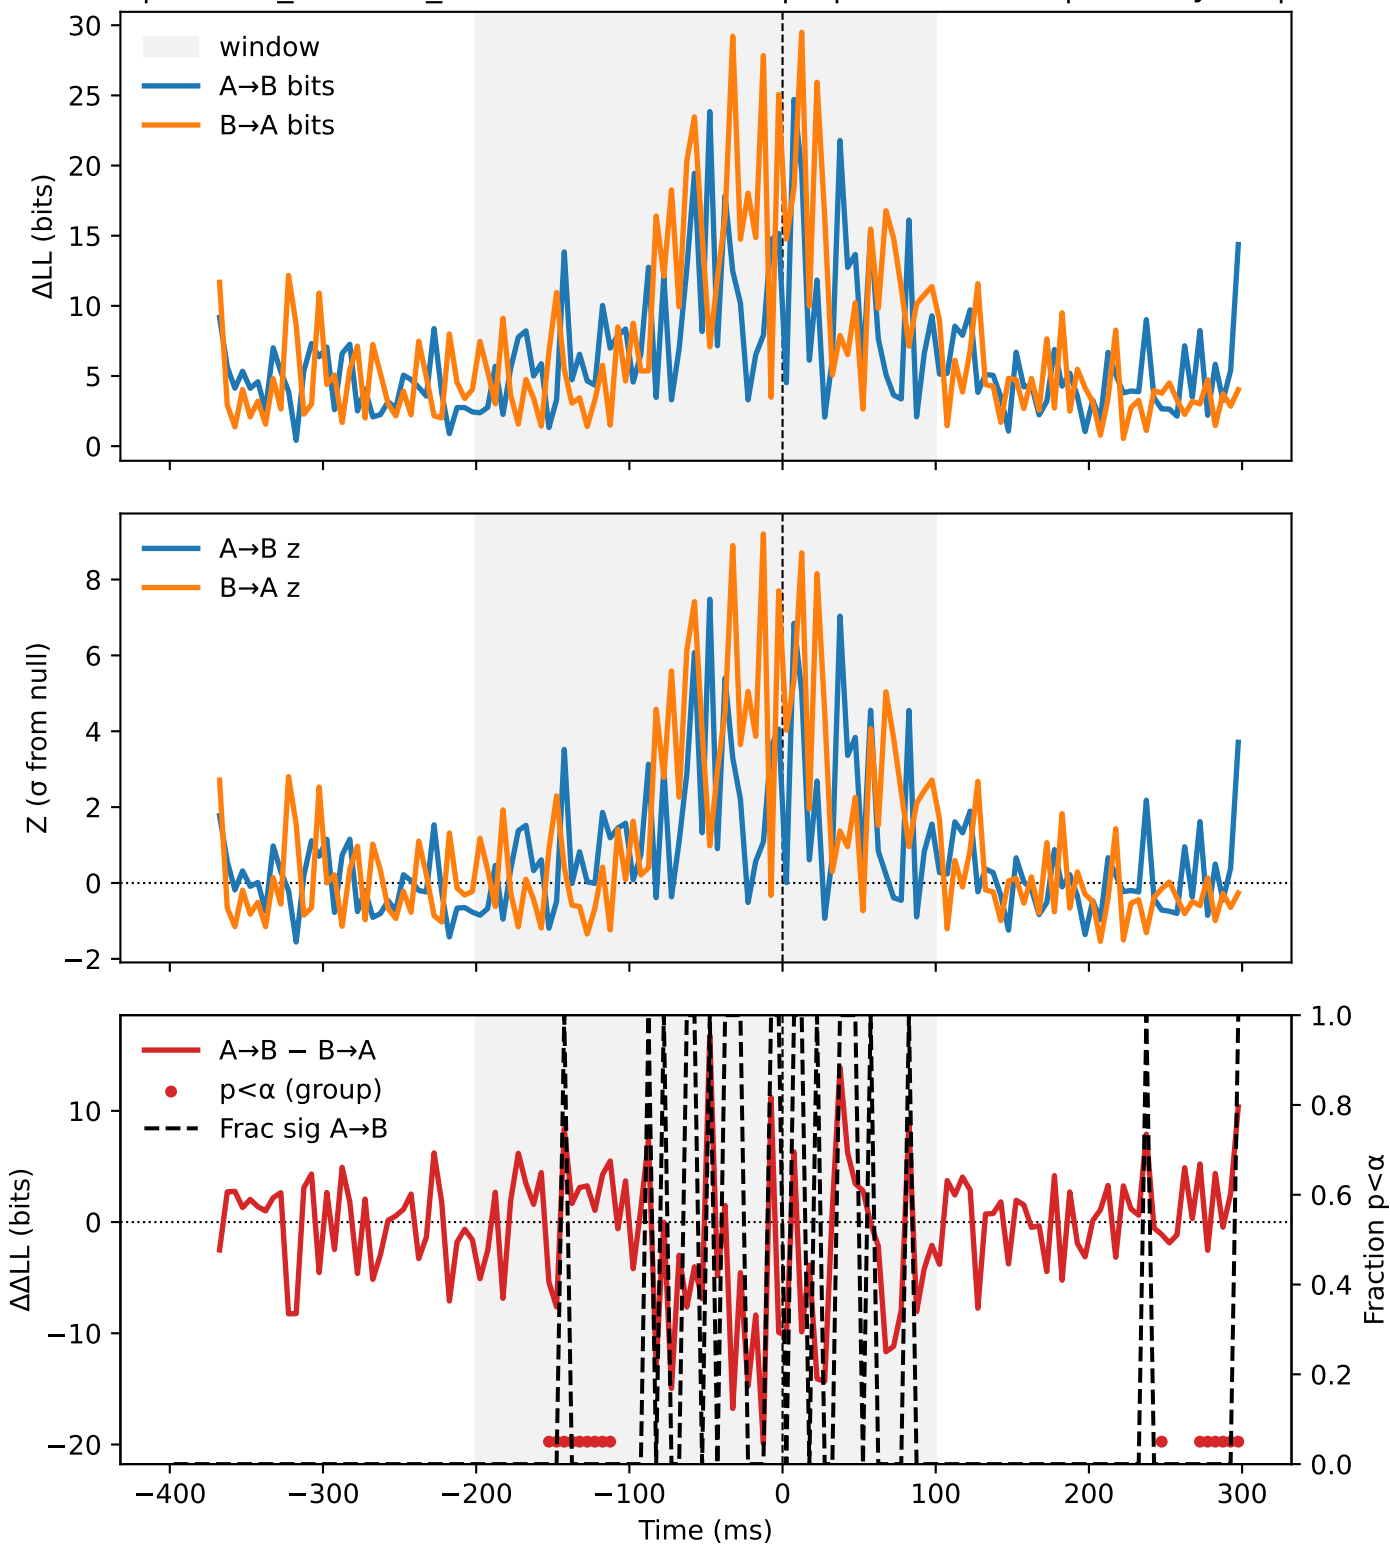 30
25
20
15
10
5
0
ΔLL (bits)
window
A→B bits
B→A bits
8
6
4
2
0
−2
Z (σ from null)
A→B z
B→A z
10
0
−10
−20
ΔΔLL (bits)
A→B − B→A
p<α (group)
Frac sig A→B
1.0
0.8
0.6
0.4
0.2
0.0
Fraction p<α
−400
−300
−200
−100
0
100
200
300
Time (ms)